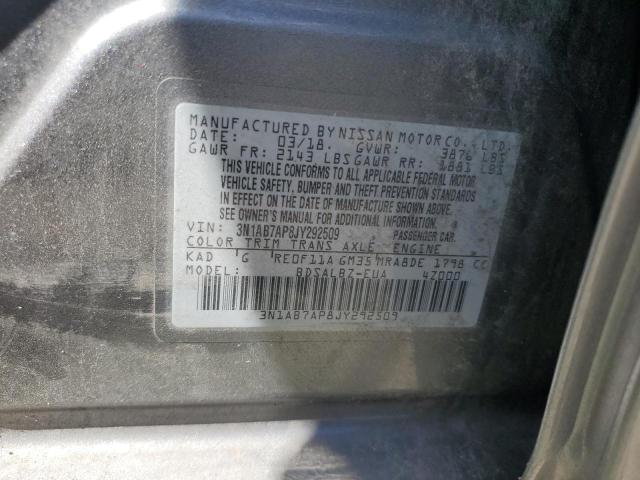 MANUFACTURED BY NISSAN MOTOR CO., LTD.
DATE: 03/18. GVWR: 3876 LBS
GAWR FR: 2143 LBS GAWR RR: 1881 LBS
THIS VEHICLE CONFORMS TO ALL APPLICABLE FEDERAL MOTOR
VEHICLE SAFETY, BUMPER AND THEFT PREVENTION STANDARDS
IN EFFECT ON THE DATE OF MANUFACTURE SHOWN ABOVE.
SEE OWNER'S MANUAL FOR ADDITIONAL INFORMATION.
VIN: 3N1AB7AP8JY292509 PASSENGER CAR.
COLOR TRIM TRANS AXLE ENGINE
KAD G RE0F11A GM35 MRA8DE 1798 CC
MODEL: BDSALBZ-EUA 4Z000
3N1AB7AP8JY292509